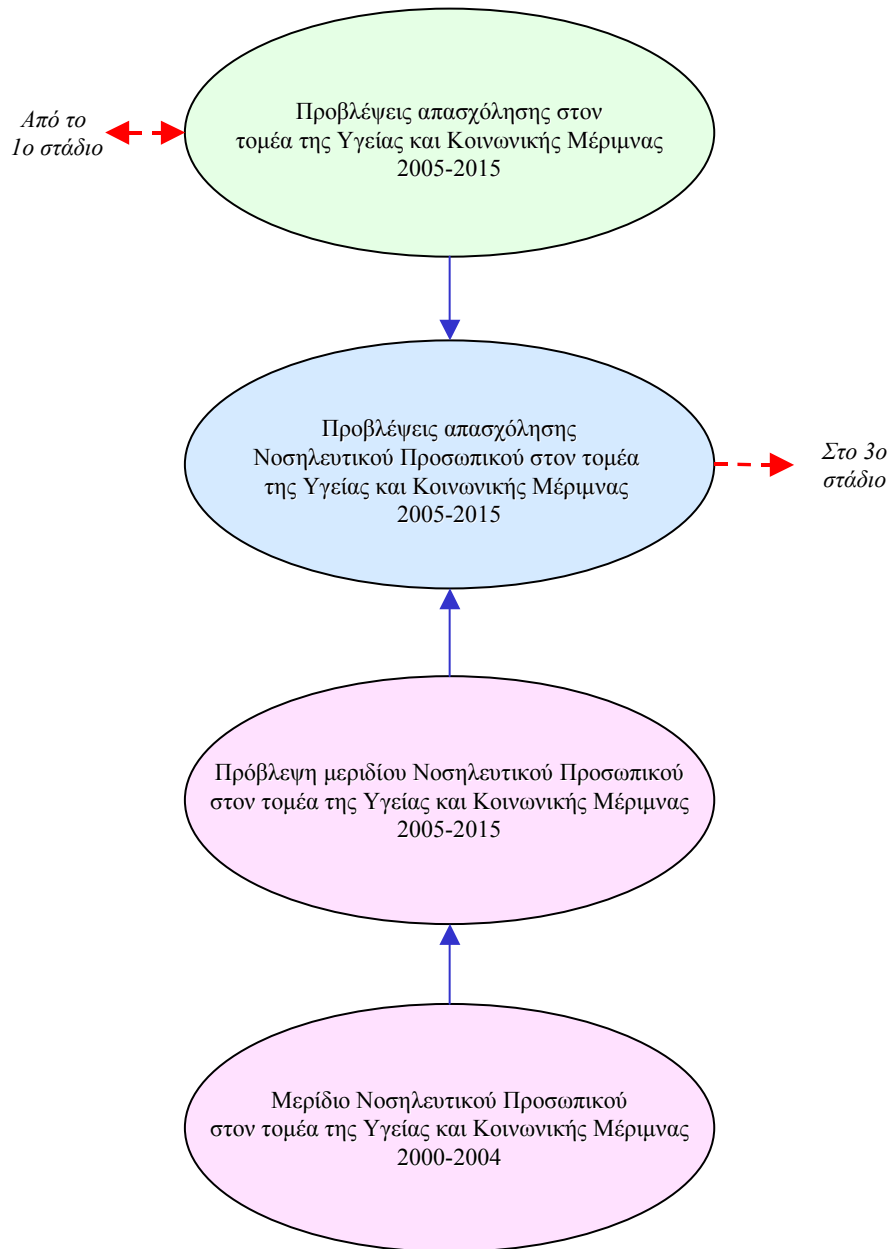 Προβλέψεις απασχόλησης στον
τομέα της Υγείας και Κοινωνικής Μέριμνας
2005-2015
Από το
1ο στάδιο
Προβλέψεις απασχόλησης
Νοσηλευτικού Προσωπικού στον τομέα
της Υγείας και Κοινωνικής Μέριμνας
2005-2015
Στο 3ο
στάδιο
Πρόβλεψη μεριδίου Νοσηλευτικού Προσωπικού
στον τομέα της Υγείας και Κοινωνικής Μέριμνας
2005-2015
Μερίδιο Νοσηλευτικού Προσωπικού
στον τομέα της Υγείας και Κοινωνικής Μέριμνας
2000-2004